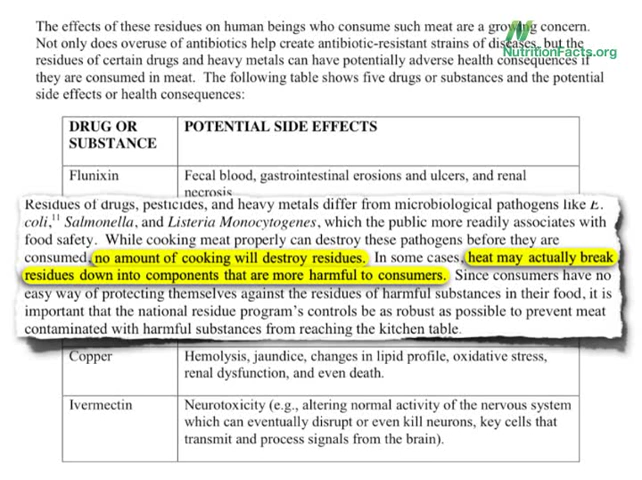 The effects of these residues on human beings who consume such meat are a growing concern.
Not only does overuse of antibiotics help create antibiotic-resistant strains of diseases, but the
NutritionFacts.org
residues of certain drugs and heavy metals can have potentially adverse health consequences if
they are consumed in meat. The following table shows five drugs or substances and the potential
side effects or health consequences:
DRUG OR SUBSTANCE
POTENTIAL SIDE EFFECTS
Flunixin
Fecal blood, gastrointestinal erosions and ulcers, and renal
necrosis
Residues of drugs, pesticides, and heavy metals differ from microbiological pathogens like E.
coli,¹¹ Salmonella, and Listeria Monocytogenes, which the public more readily associates with
food safety. While cooking meat properly can destroy these pathogens before they are
consumed, no amount of cooking will destroy residues. In some cases, heat may actually break
residues down into components that are more harmful to consumers. Since consumers have no
easy way of protecting themselves against the residues of harmful substances in their food, it is
important that the national residue program's controls be as robust as possible to prevent meat
contaminated with harmful substances from reaching the kitchen table.
Copper
Hemolysis, jaundice, changes in lipid profile, oxidative stress,
renal dysfunction, and even death.
Ivermectin
Neurotoxicity (e.g., altering normal activity of the nervous system
which can eventually disrupt or even kill neurons, key cells that
transmit and process signals from the brain).